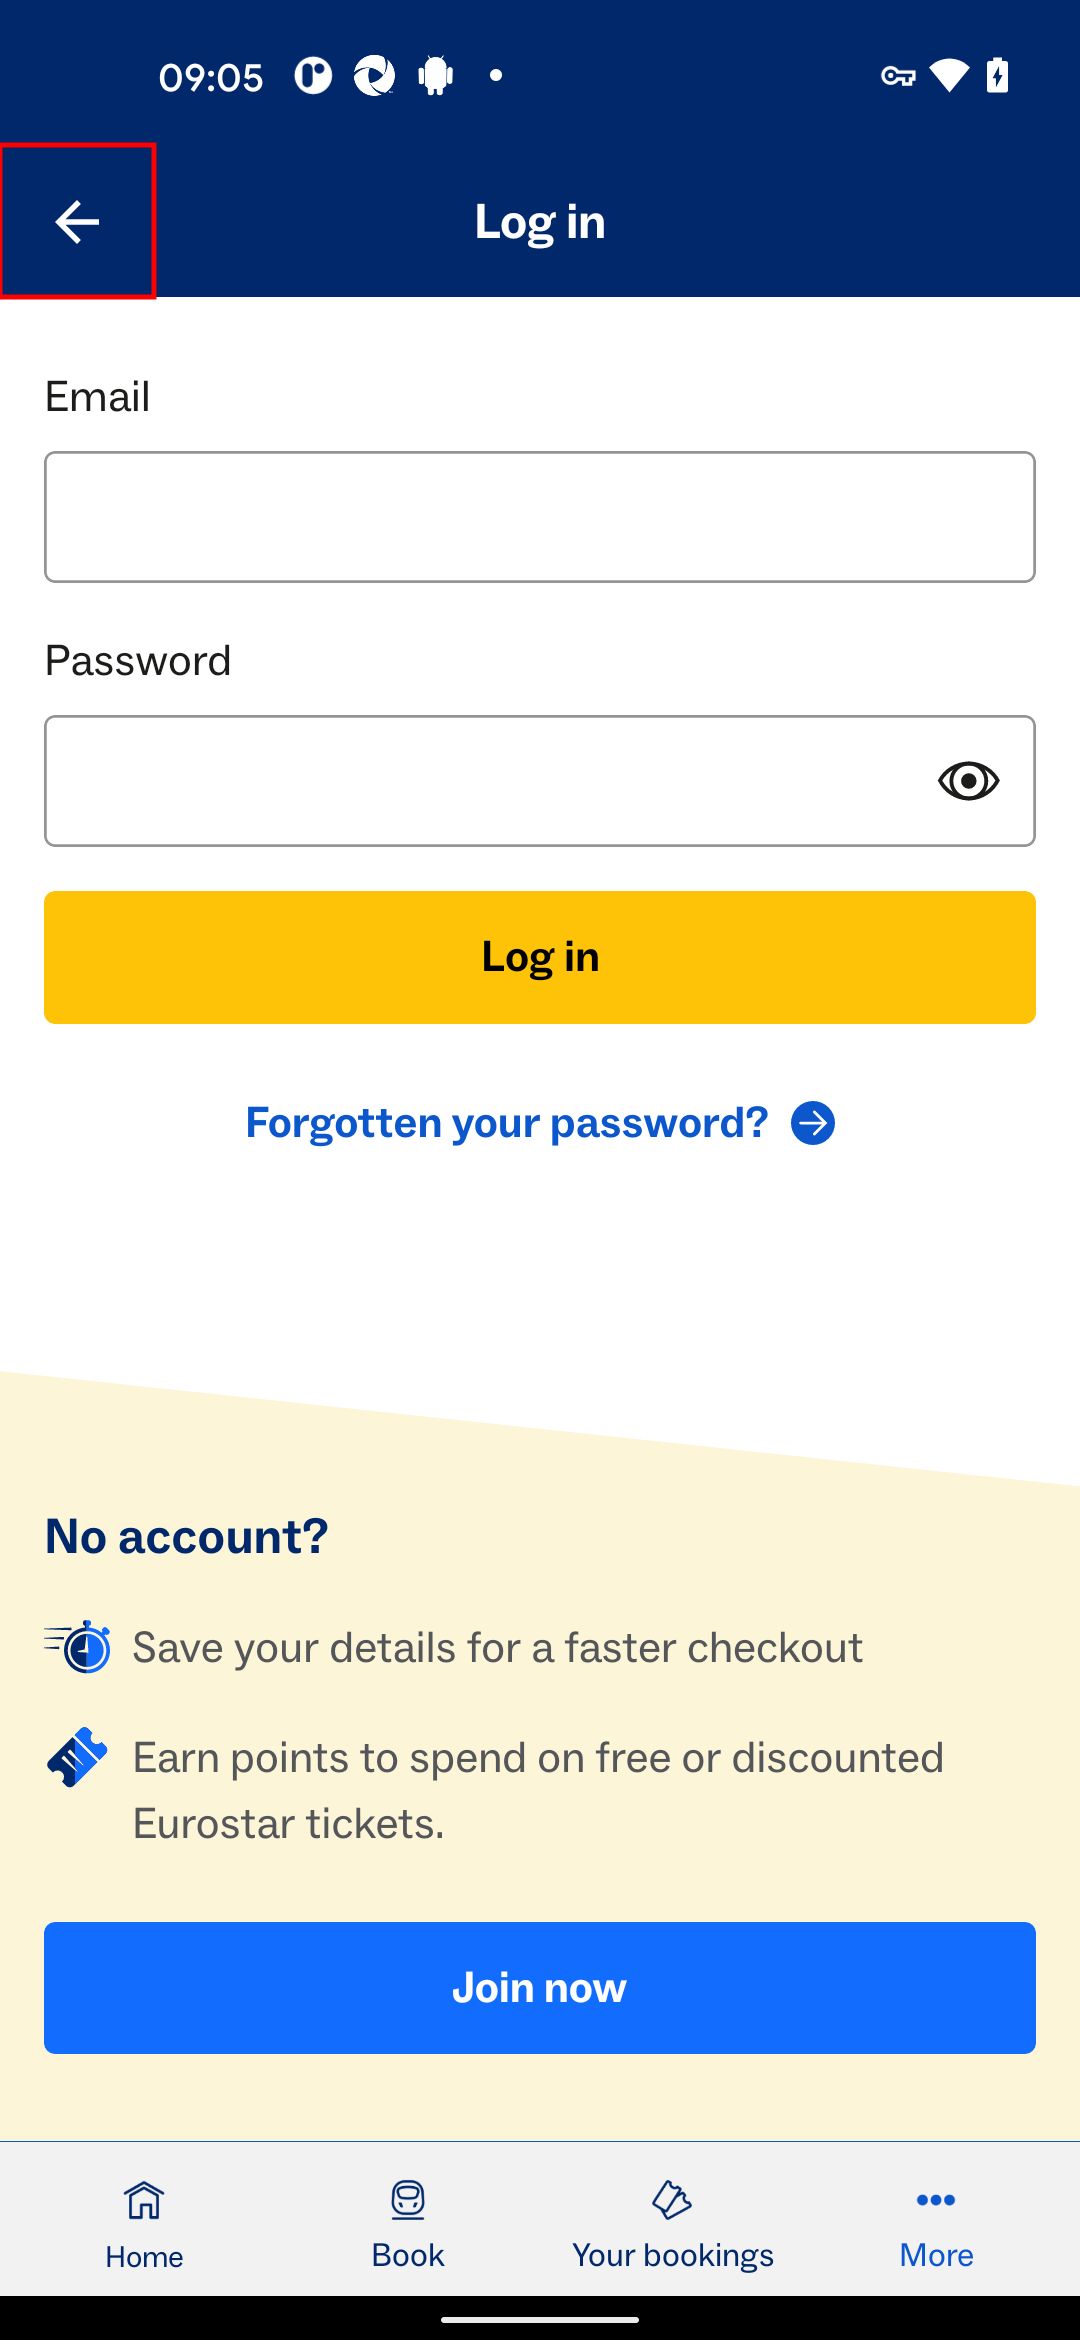 09:05
Log in
Email
Password
Log in
Forgotten your password?
No account?
Save your details for a faster checkout
Earn points to spend on free or discounted
Eurostar tickets.
Join now
Home
Book
Your bookings
More